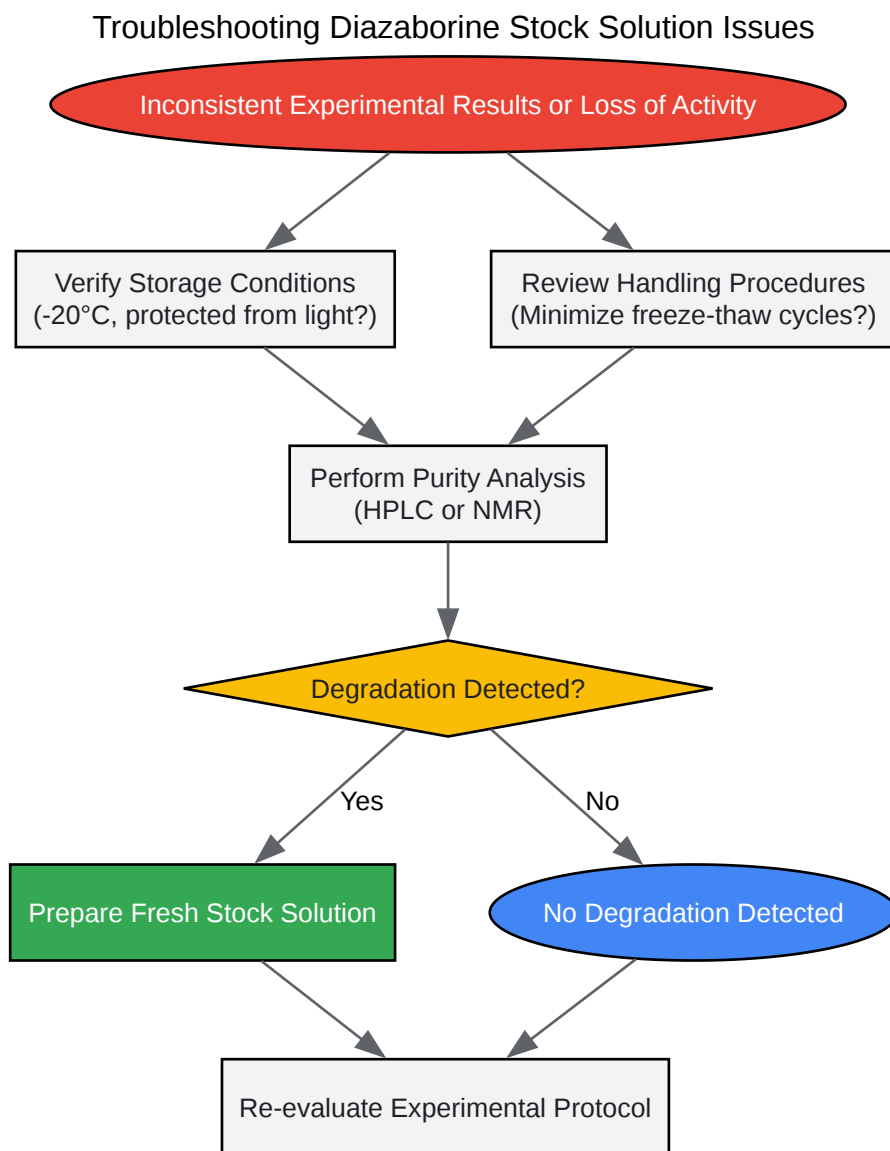 Troubleshooting Diazaborine Stock Solution Issues
Inconsistent Experimental Results or Loss of Activity
Verify Storage Conditions
(-20°C, protected from light?)
Review Handling Procedures
(Minimize freeze-thaw cycles?)
Perform Purity Analysis
(HPLC or NMR)
Degradation Detected?
Yes
No
Prepare Fresh Stock Solution
No Degradation Detected
Re-evaluate Experimental Protocol